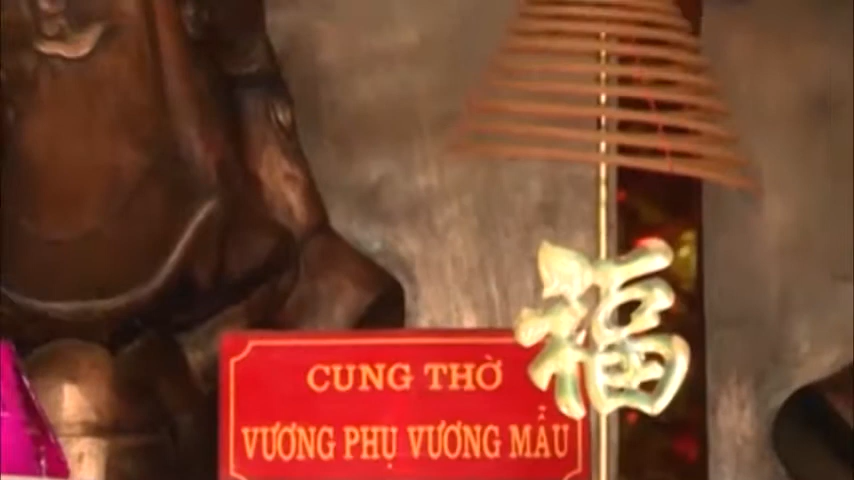 福
CUNG THỜ
VƯƠNG PHỤ VƯƠNG MẪU